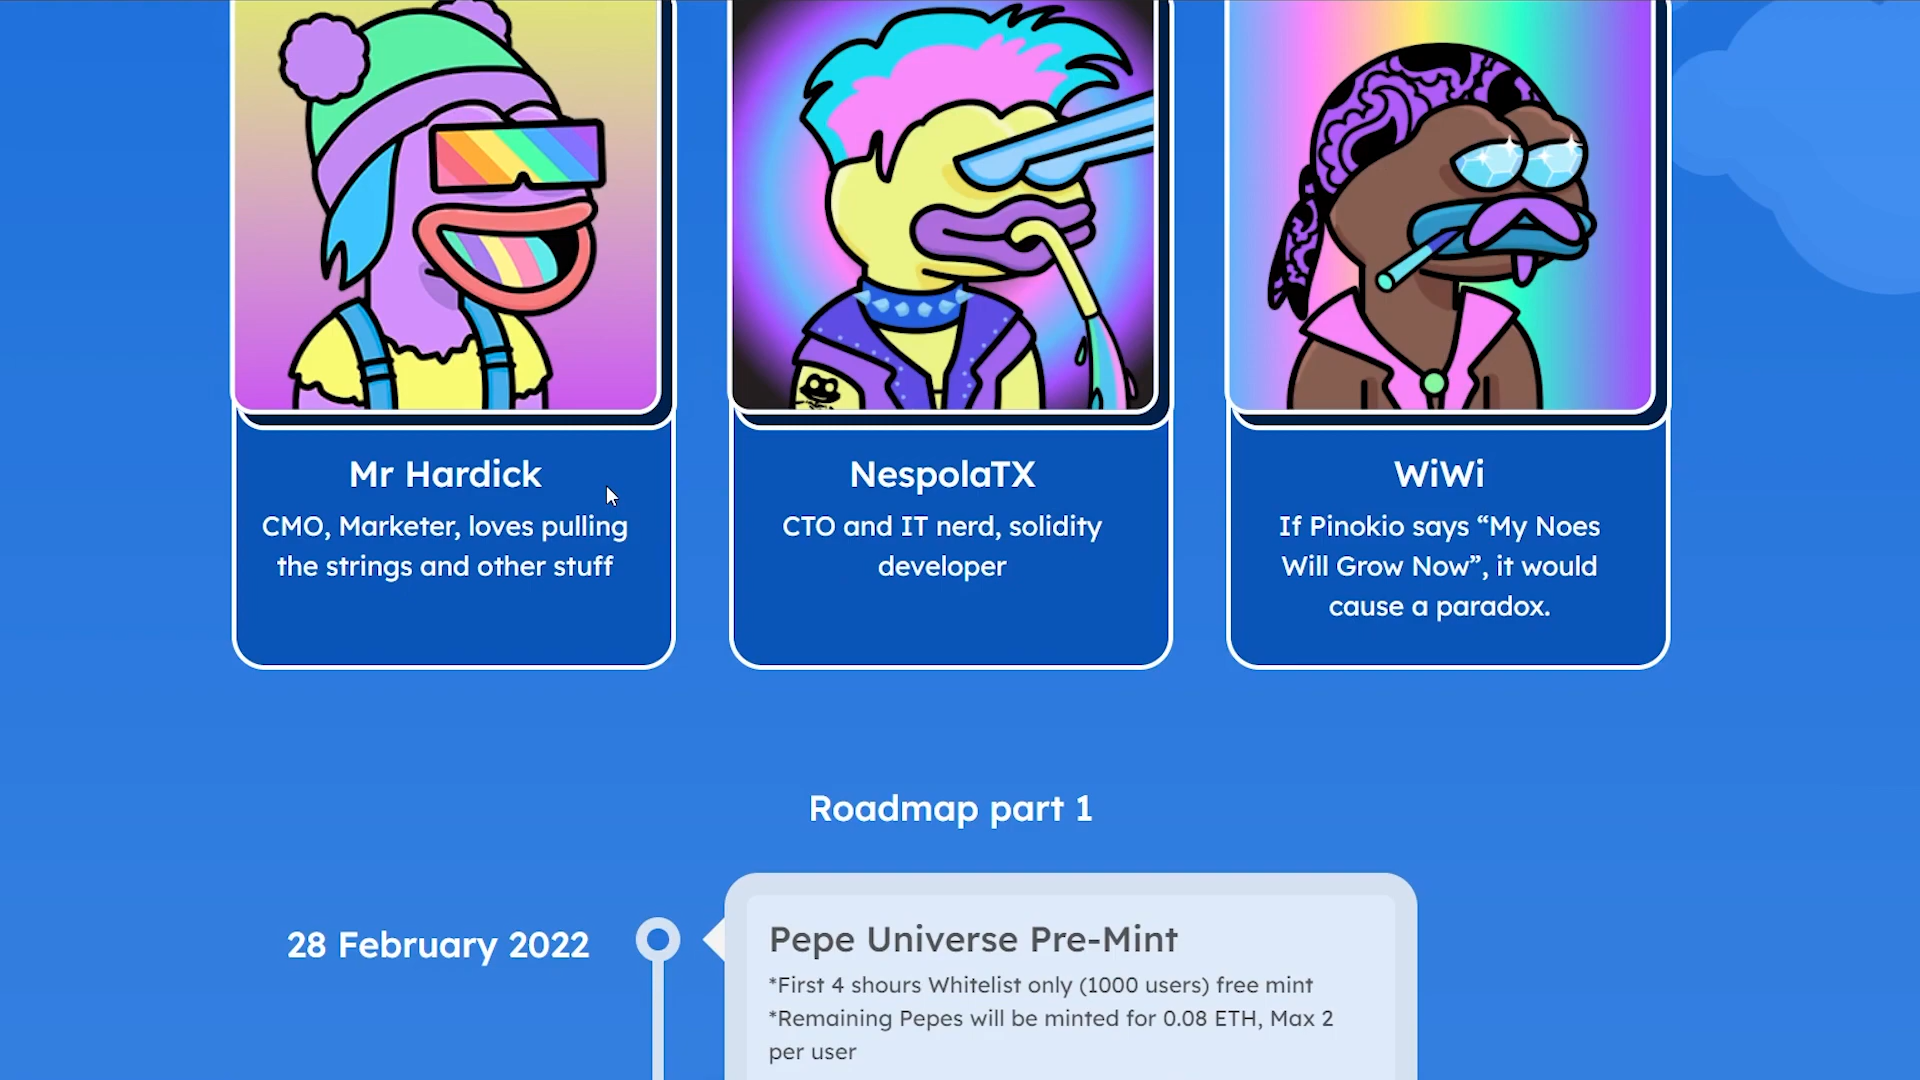 Mr Hardick
CMO, Marketer, loves pulling
the strings and other stuff
NespolaTX
CTO and IT nerd, solidity
developer
WiWi
If Pinokio says “My Noes
Will Grow Now”, it would
cause a paradox.
Roadmap part 1
28 February 2022
Pepe Universe Pre-Mint
*First 4 shours Whitelist only (1000 users) free mint
*Remaining Pepes will be minted for 0.08 ETH, Max 2
per user